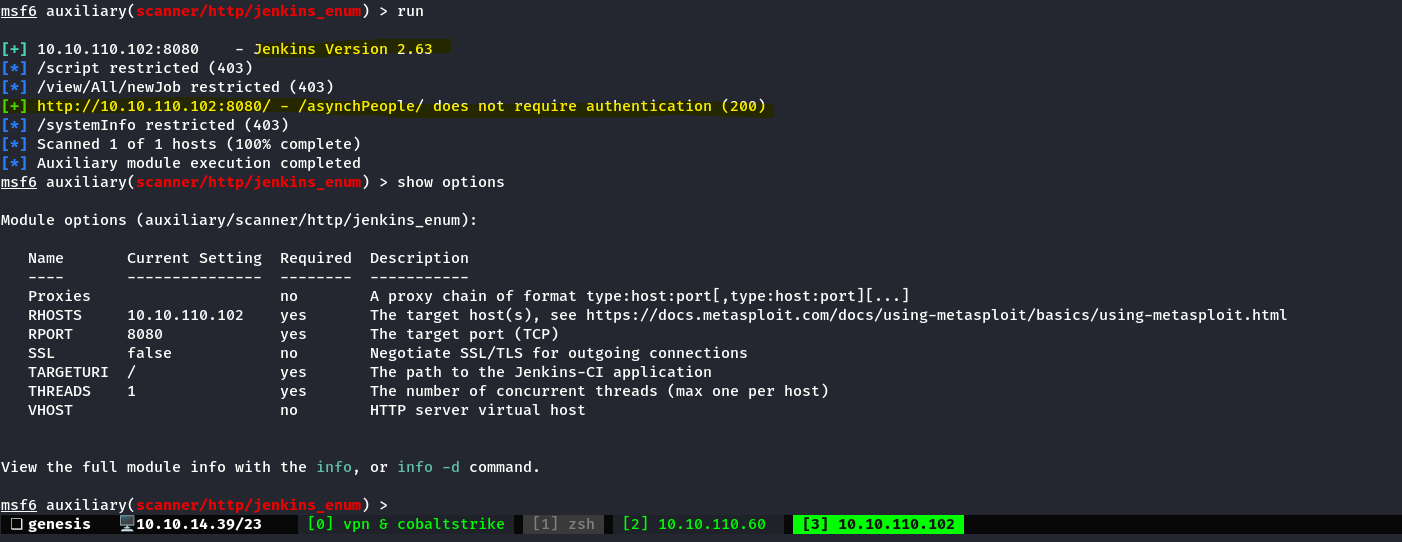 msf6 auxiliary(scanner/http/jenkins_enum) > run
[+] 10.10.110.102:8080    - Jenkins Version 2.63
[*] /script restricted (403)
[*] /view/All/newJob restricted (403)
[+] http://10.10.110.102:8080/ - /asynchPeople/ does not require authentication (200)
[*] /systemInfo restricted (403)
[*] Scanned 1 of 1 hosts (100% complete)
[*] Auxiliary module execution completed
msf6 auxiliary(scanner/http/jenkins_enum) > show options
Module options (auxiliary/scanner/http/jenkins_enum):
   Name       Current Setting  Required  Description
   ----       ---------------  --------  -----------
   Proxies                     no        A proxy chain of format type:host:port[,type:host:port][...]
   RHOSTS     10.10.110.102    yes       The target host(s), see https://docs.metasploit.com/docs/using-metasploit/basics/using-metasploit.html
   RPORT      8080             yes       The target port (TCP)
   SSL        false            no        Negotiate SSL/TLS for outgoing connections
   TARGETURI  /                yes       The path to the Jenkins-CI application
   THREADS    1                yes       The number of concurrent threads (max one per host)
   VHOST                       no        HTTP server virtual host
View the full module info with the info, or info -d command.
msf6 auxiliary(scanner/http/jenkins_enum) >
❏ genesis 🖥️10.10.14.39/23 [0] vpn & cobaltstrike [1] zsh [2] 10.10.110.60 [3] 10.10.110.102